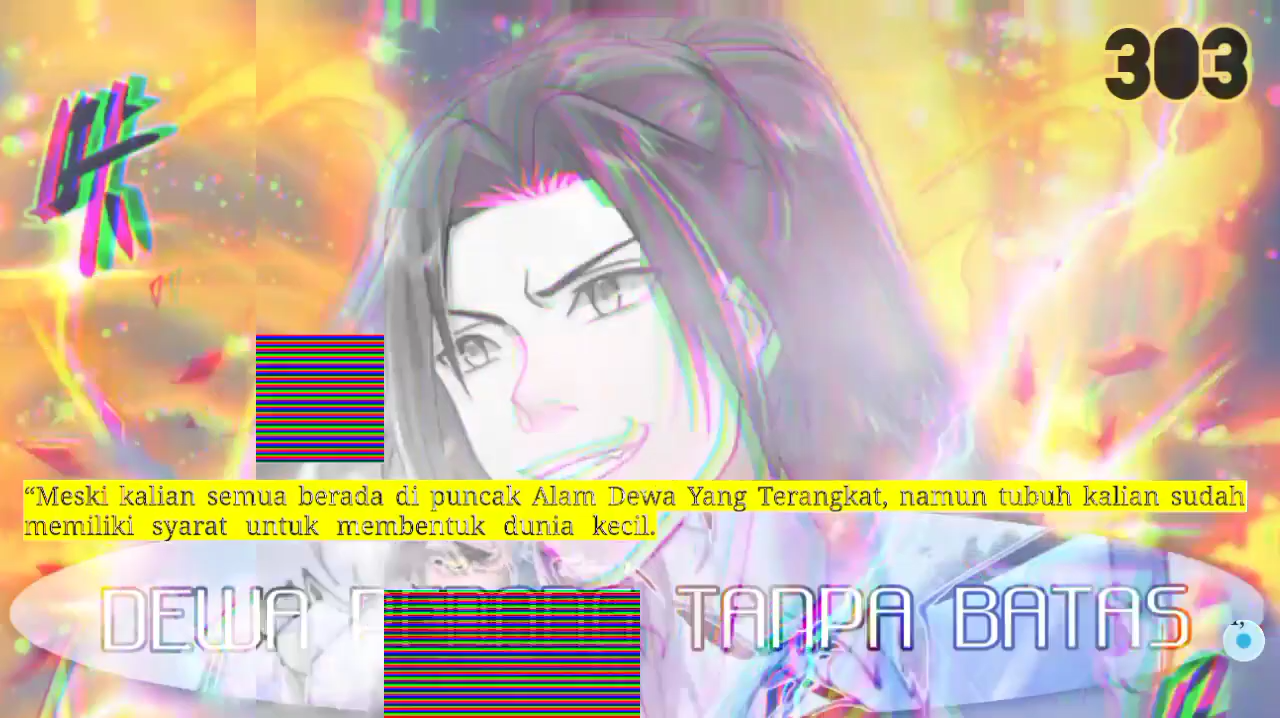 303
“Meski kalian semua berada di puncak Alam Dewa Yang Terangkat, namun tubuh kalian sudah
memiliki syarat untuk membentuk dunia kecil.
DEWA TANPA BATAS